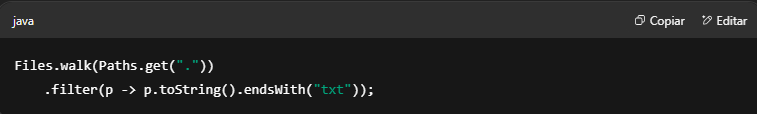 java Copiar Editar
Files.walk(Paths.get("."))
.filter(p -> p.toString().endsWith("txt"));